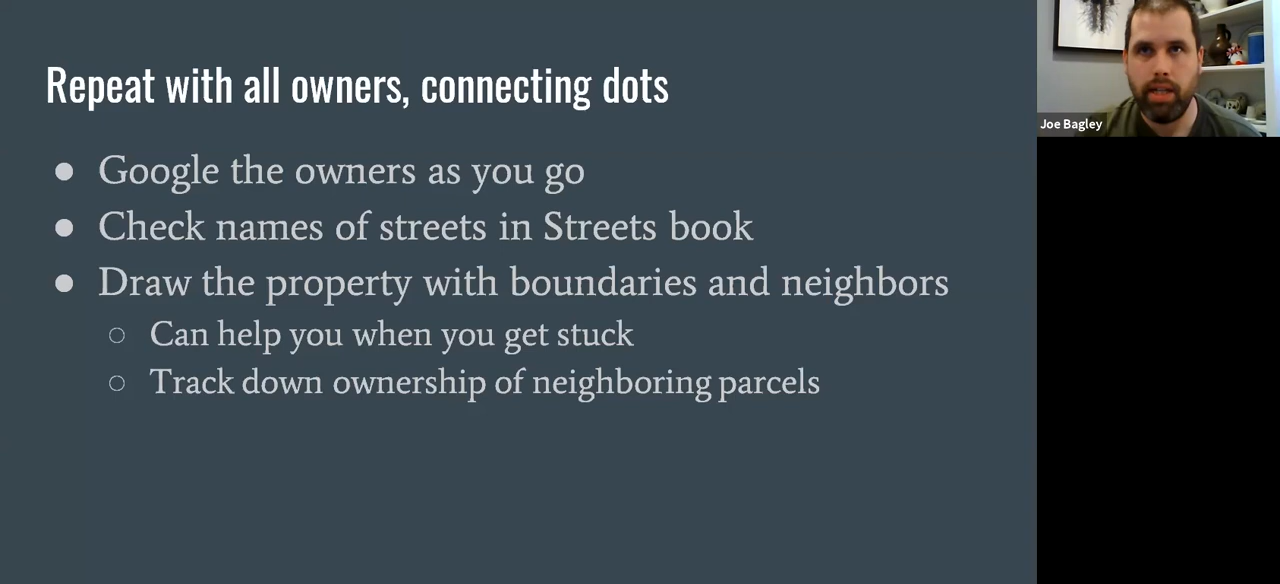 Repeat with all owners, connecting dots
● Google the owners as you go
● Check names of streets in Streets book
● Draw the property with boundaries and neighbors
○ Can help you when you get stuck
○ Track down ownership of neighboring parcels
Joe Bagley